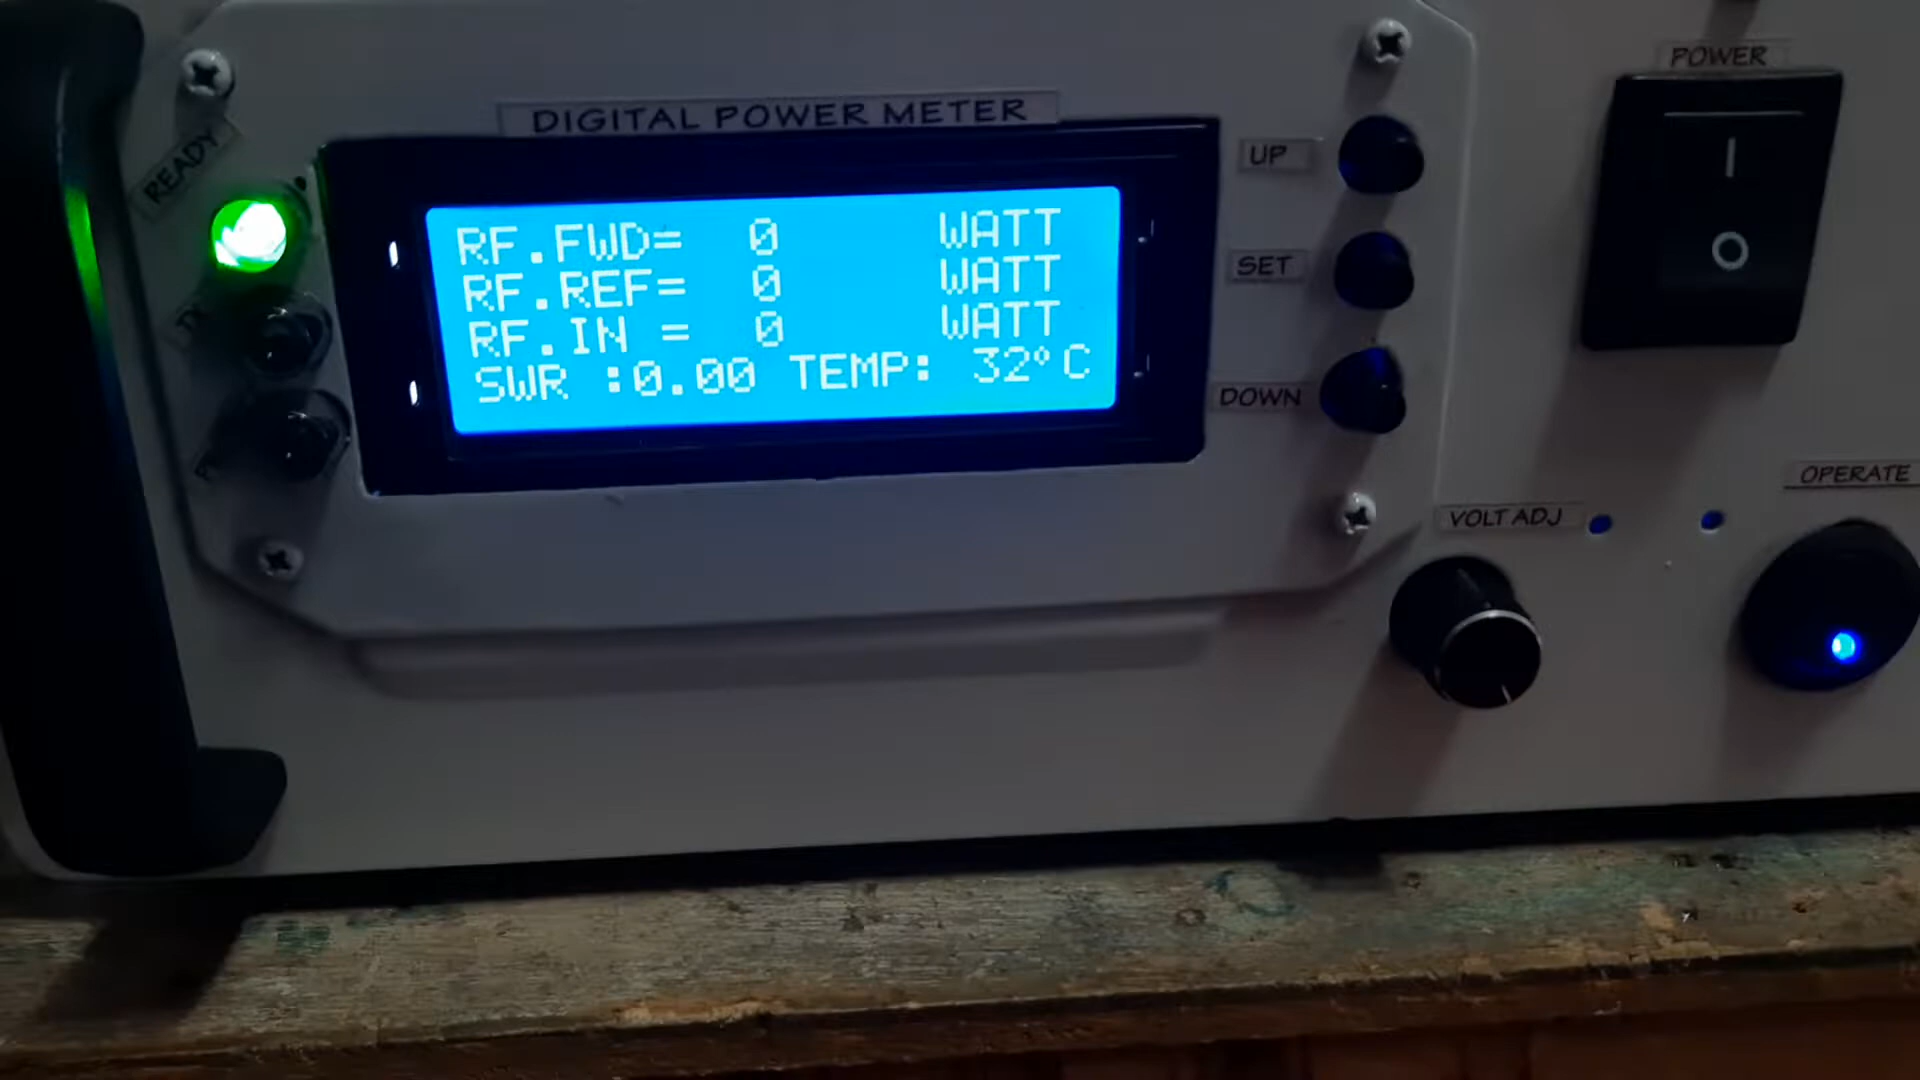 POWER
DIGITAL POWER METER
READY
UP
RF.FWD= 0 WATT
RF.REF= 0 WATT
RF.IN = 0 WATT
SWR :0.00 TEMP: 32°C
SET
DOWN
OPERATE
VOLT ADJ